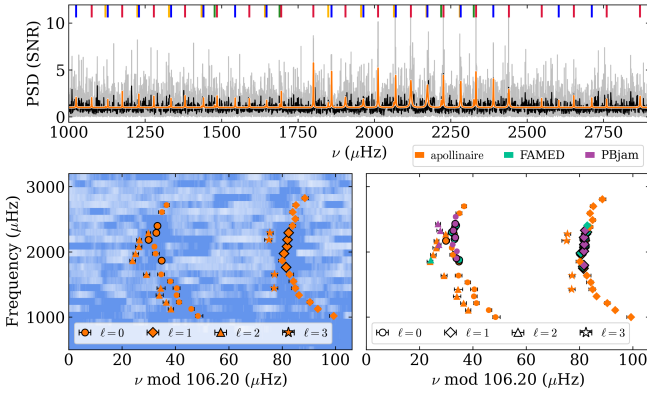 PSD (SNR)
10
5
0
1000 1250 1500 1750 2000 2250 2500 2750
ν (μHz)
apollinaire FAMED PBjam
Frequency (μHz)
3000
2000
1000
ℓ = 0 ℓ = 1 ℓ = 2 ℓ = 3
ℓ = 0 ℓ = 1 ℓ = 2 ℓ = 3
0 20 40 60 80 100
0 20 40 60 80 100
ν mod 106.20 (μHz)
ν mod 106.20 (μHz)